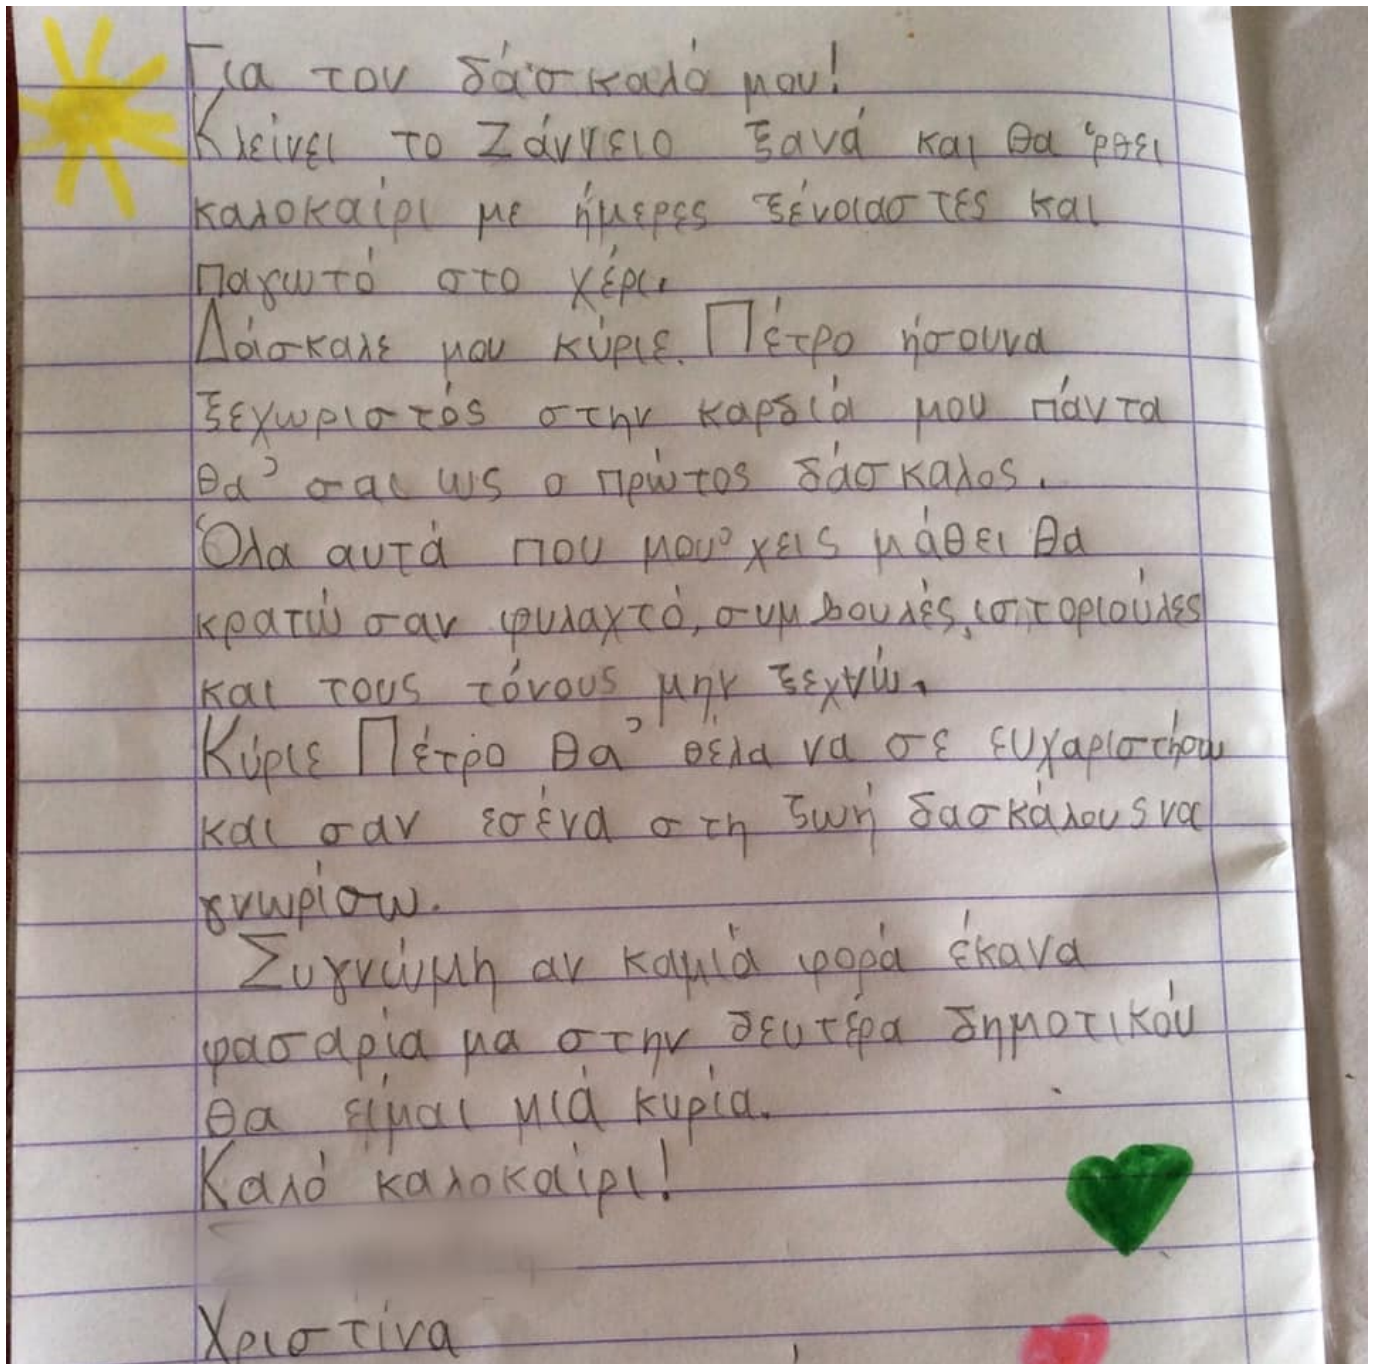 Για τον δάσκαλό μου!
Κλείνει το Ζάννειο ξανά και θα 'ρθει
καλοκαίρι με ήμερες ξένοιαστες και
παγωτό στο χέρι.
Δάσκαλε μου κύριε Πέτρο ήσουνα
ξεχωριστός στην καρδιά μου πάντα
θα 'σαι ως ο πρώτος δάσκαλος.
Όλα αυτά που μου 'χεις μάθει θα
κρατώ σαν φυλαχτό, συμβουλές, ιστοριούλες
και τους τόνους μην ξεχνώ.
Κύριε Πέτρο θα 'θέλα να σε ευχαριστήσω
και σαν εσένα στη ζωή δασκάλους να
γνωρίσω.
Συγνώμη αν καμιά φορά έκανα
φασαρία μα στην δευτέρα δημοτικόυ
θα είμαι μιά κυρία.
Καλό καλοκαίρι!
Χριστίνα